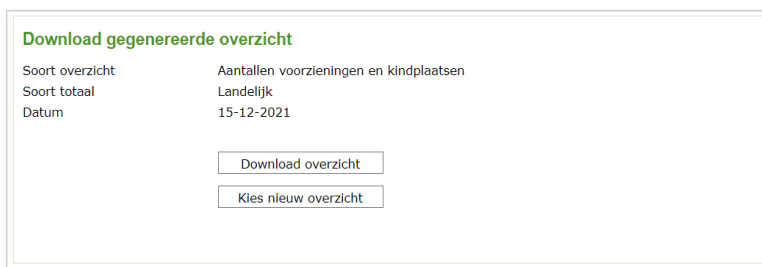 Download gegenereerde overzicht
Soort overzicht Aantallen voorzieningen en kindplaatsen
Soort totaal Landelijk
Datum 15-12-2021
Download overzicht
Kies nieuw overzicht